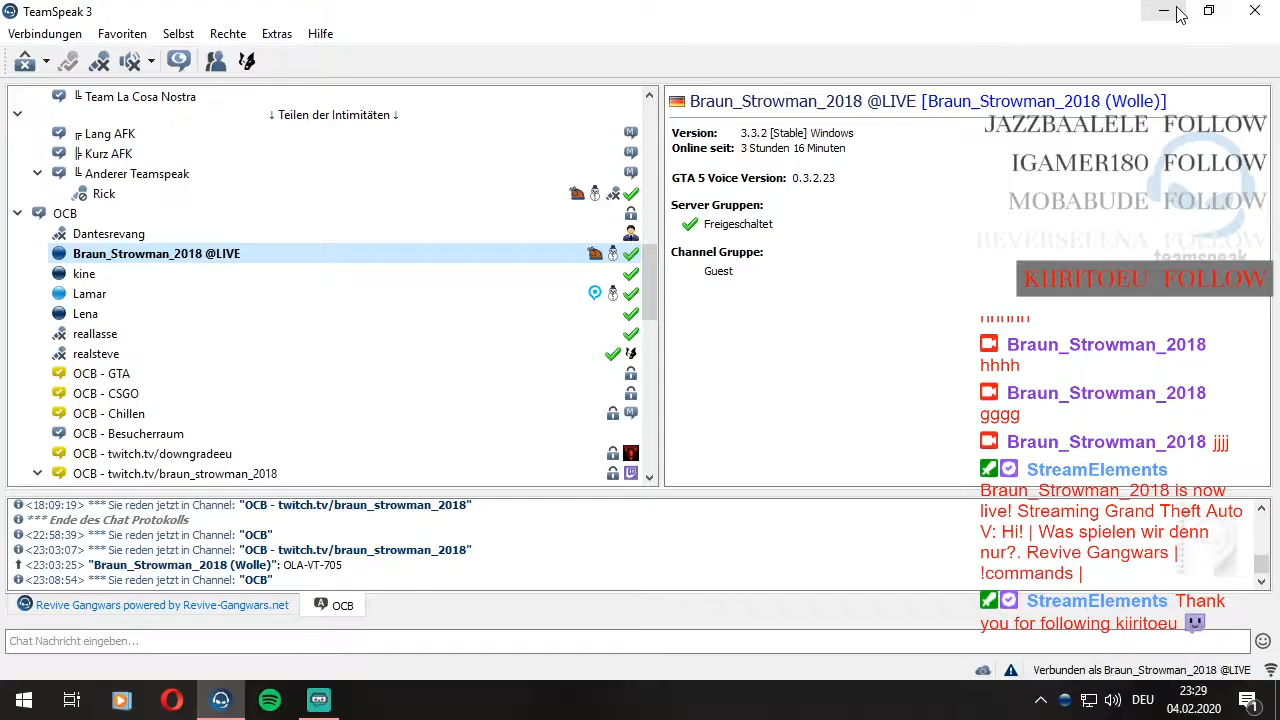 TeamSpeak 3
Verbindungen Favoriten Selbst Rechte Extras Hilfe
╚ Team La Cosa Nostra
↓ Teilen der Intimitäten ↓
╔ Lang AFK
╠ Kurz AFK
╚ Anderer Teamspeak
Rick
OCB
Dantesrevang
Braun_Strowman_2018 @LIVE
kine
Lamar
Lena
reallasse
realsteve
OCB - GTA
OCB - CSGO
OCB - Chillen
OCB - Besucherraum
OCB - twitch.tv/downgradeeu
OCB - twitch.tv/braun_strowman_2018
Braun_Strowman_2018 @LIVE [Braun_Strowman_2018 (Wolle)]
Version: 3.3.2 [Stable] Windows
Online seit: 3 Stunden 16 Minuten
GTA 5 Voice Version: 0.3.2.23
Server Gruppen:
Freigeschaltet
Channel Gruppe:
Guest
JAZZBAALELE FOLLOW
IGAMER180 FOLLOW
MOBABUDE FOLLOW
REVERSELENA FOLLOW
teamspeak
KIIRITOEU FOLLOW
Braun_Strowman_2018
hhhh
Braun_Strowman_2018
gggg
Braun_Strowman_2018 jjjj
StreamElements
Braun_Strowman_2018 is now
live! Streaming Grand Theft Auto
V: Hi! | Was spielen wir denn
nur?. Revive Gangwars |
!commands |
StreamElements Thank
you for following kiiritoeu
<18:09:19> *** Sie reden jetzt in Channel: "OCB - twitch.tv/braun_strowman_2018"
*** Ende des Chat Protokolls
<22:58:39> *** Sie reden jetzt in Channel: "OCB"
<23:03:07> *** Sie reden jetzt in Channel: "OCB - twitch.tv/braun_strowman_2018"
<23:03:25> "Braun_Strowman_2018 (Wolle)": OLA-VT-705
<23:08:54> *** Sie reden jetzt in Channel: "OCB"
Revive Gangwars powered by Revive-Gangwars.net OCB
Chat Nachricht eingeben...
Verbunden als Braun_Strowman_2018 @LIVE
DEU
23:29
04.02.2020
1